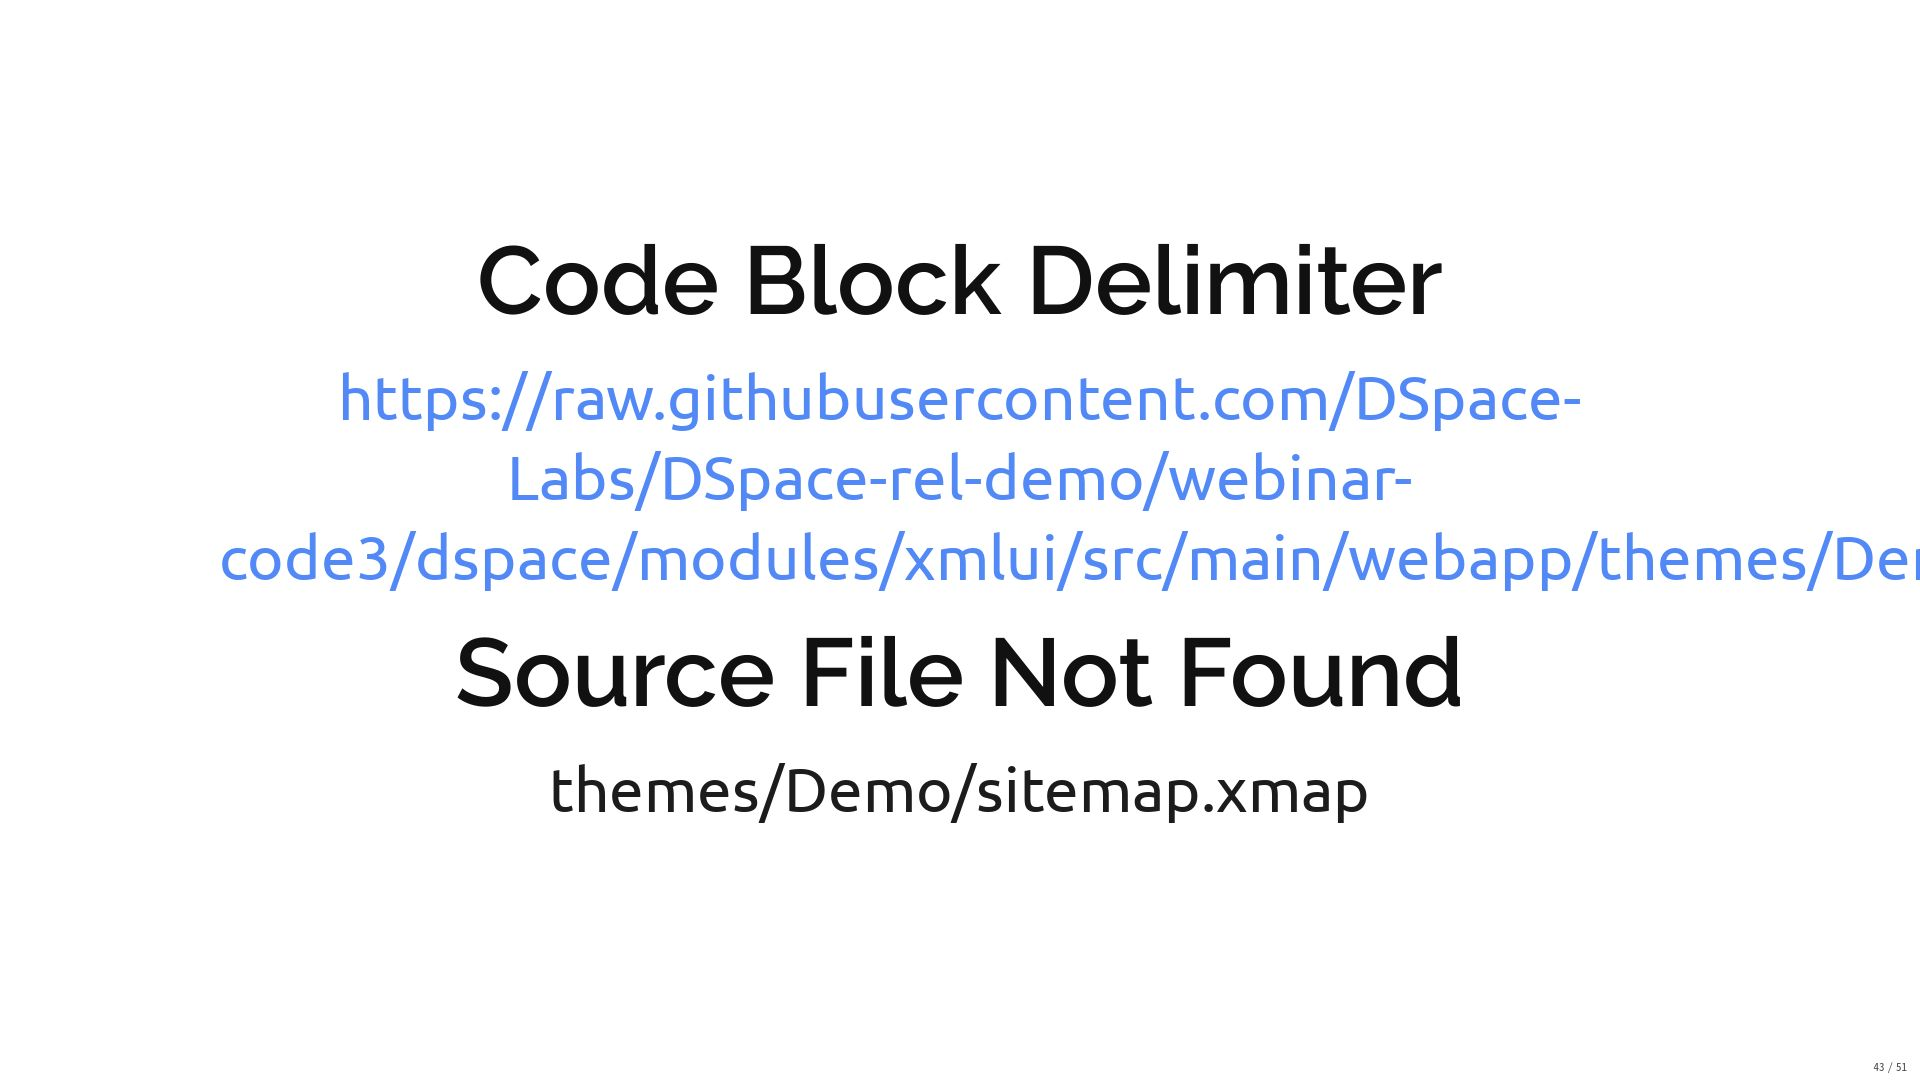 Code Block Delimiter
https://raw.githubusercontent.com/DSpace-
Labs/DSpace-rel-demo/webinar-
code3/dspace/modules/xmlui/src/main/webapp/themes/De
Source File Not Found
themes/Demo/sitemap.xmap
43 / 51